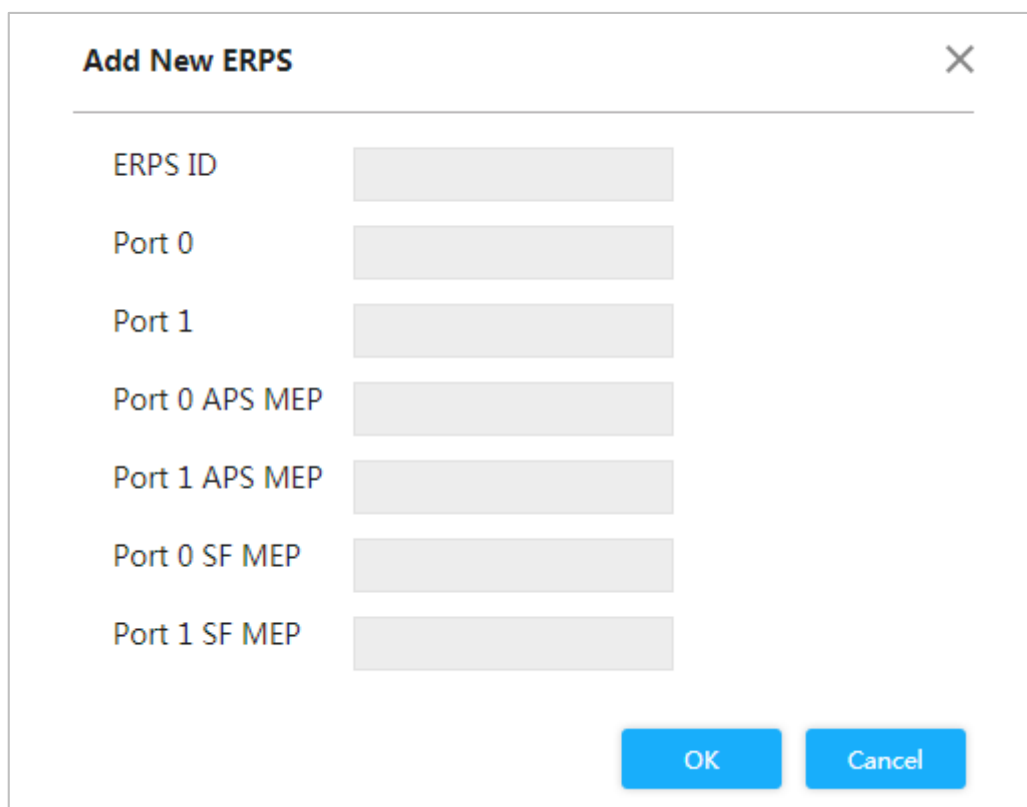 Add New ERPS
ERPS ID
Port 0
Port 1
Port 0 APS MEP
Port 1 APS MEP
Port 0 SF MEP
Port 1 SF MEP
OK Cancel